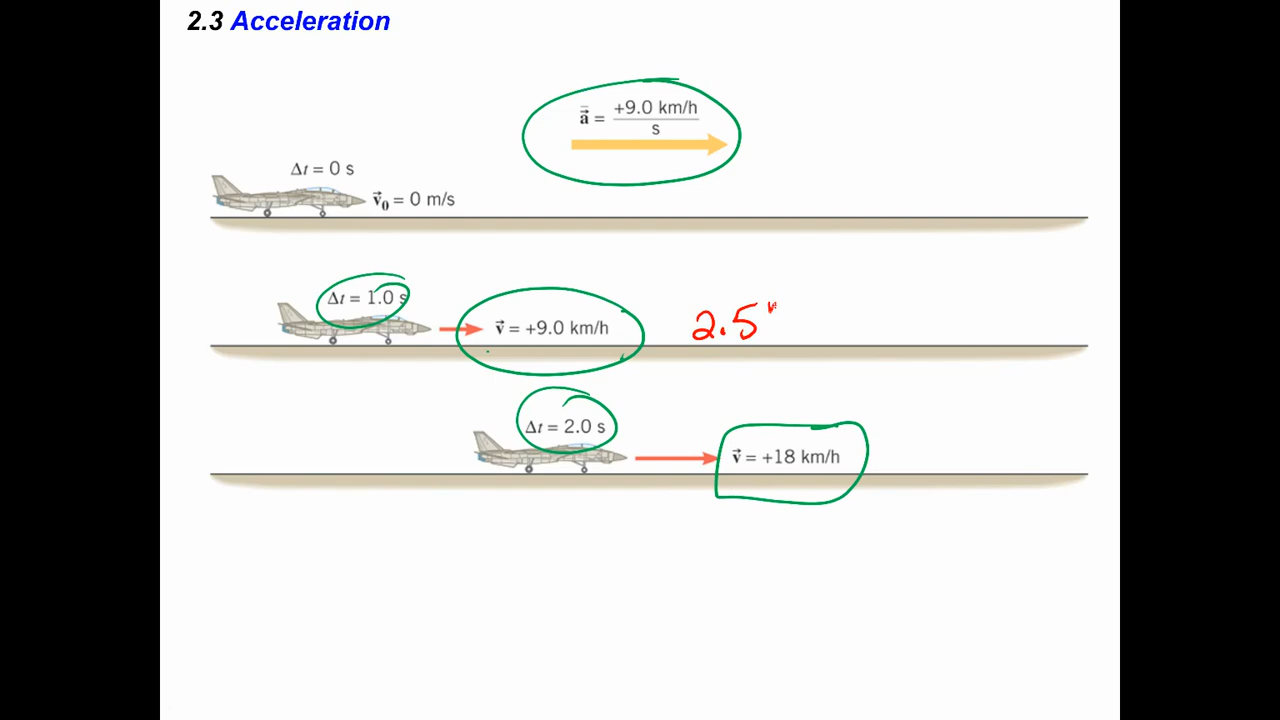 2.3 Acceleration
a⃗̄ = +9.0 km/h / s
Δt = 0 s
v⃗₀ = 0 m/s
Δt = 1.0 s
v⃗ = +9.0 km/h
2.5
Δt = 2.0 s
v⃗ = +18 km/h